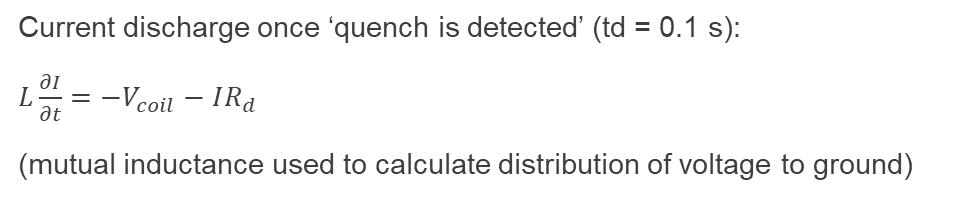 Current discharge once ‘quench is detected’ (td = 0.1 s):
L ∂I/∂t = −V_coil − IR_d
(mutual inductance used to calculate distribution of voltage to ground)